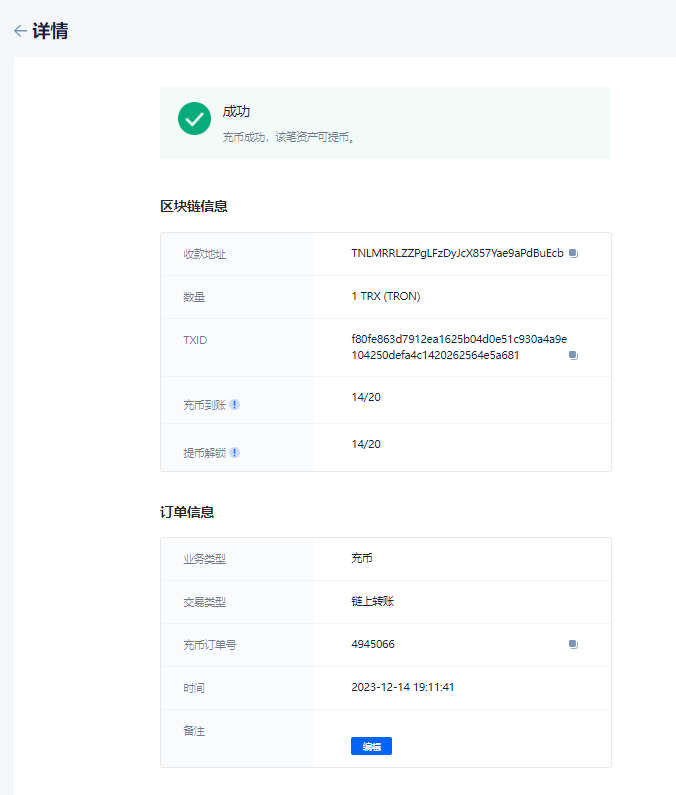 详情
成功
充币成功，该笔资产可提币。
区块链信息
收款地址 TNLMRRLZZPgLFzDyJcX857Yae9aPdBuEcb
数量 1 TRX (TRON)
TXID f80fe863d7912ea1625b04d0e51c930a4a9e
104250defa4c1420262564e5a681
充币到账 14/20
提币解锁 14/20
订单信息
业务类型 充币
交易类型 链上转账
充币订单号 4945066
时间 2023-12-14 19:11:41
备注
编辑